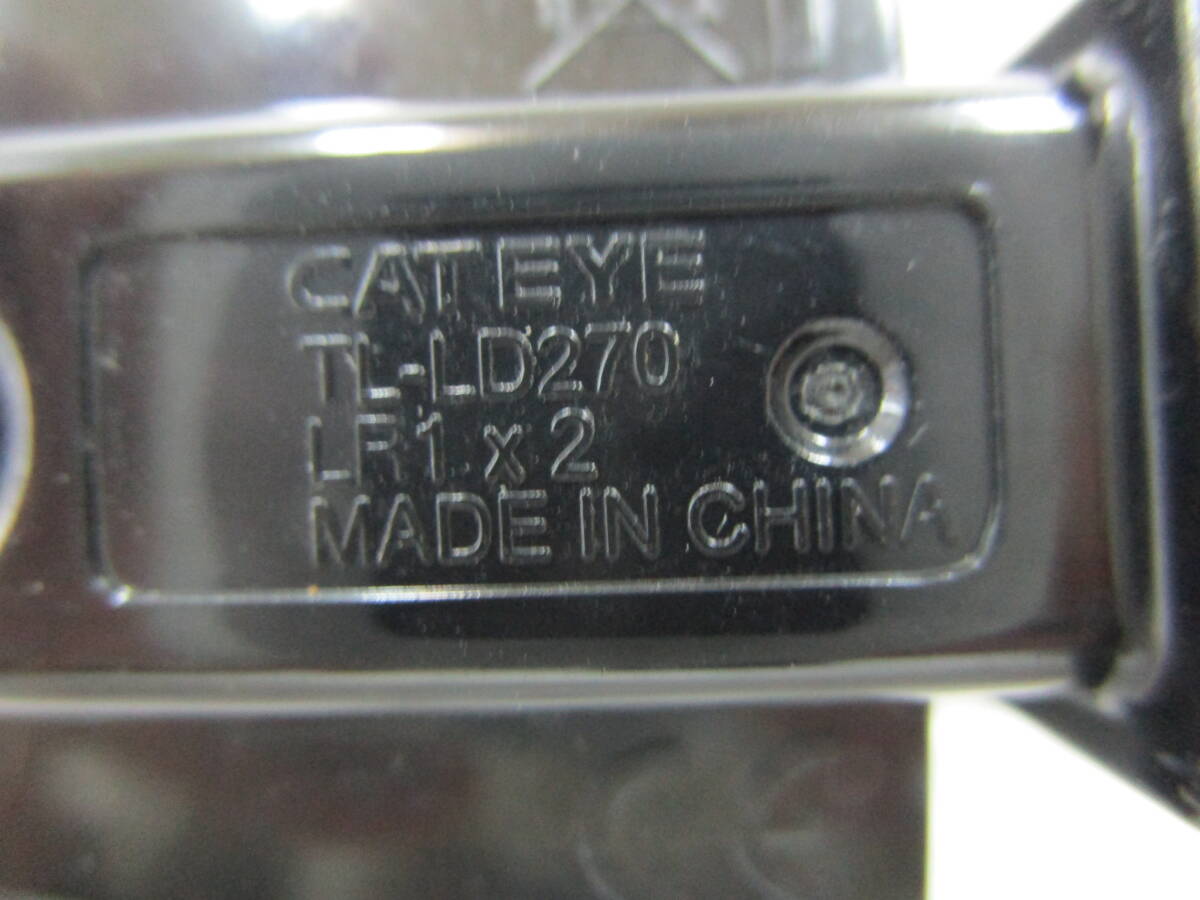 CATEYE
TL-LD270
LR1 x 2
MADE IN CHINA